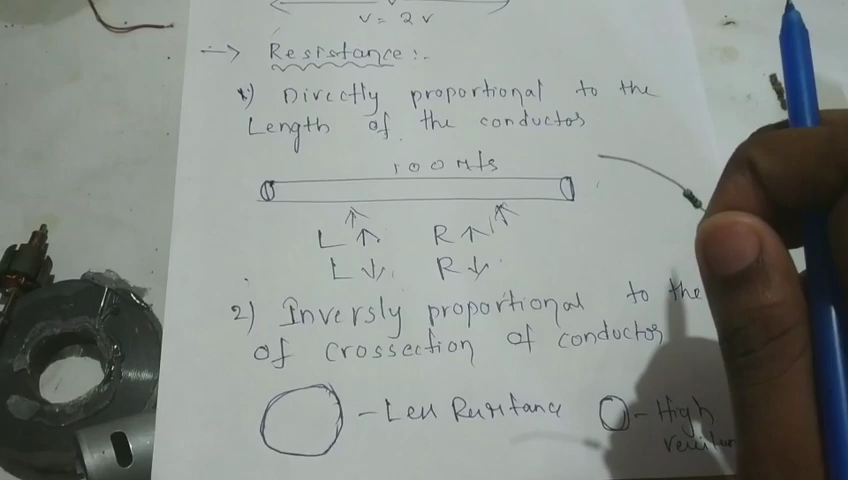 V = 2 V
→ Resistance :-
1) Directly proportional to the
Length of the conductor
100 Mts
L ↑ R ↑
L ↓ R ↓
2) Inversly proportional to the
of crossection of conductor
- Less Resistance
- High